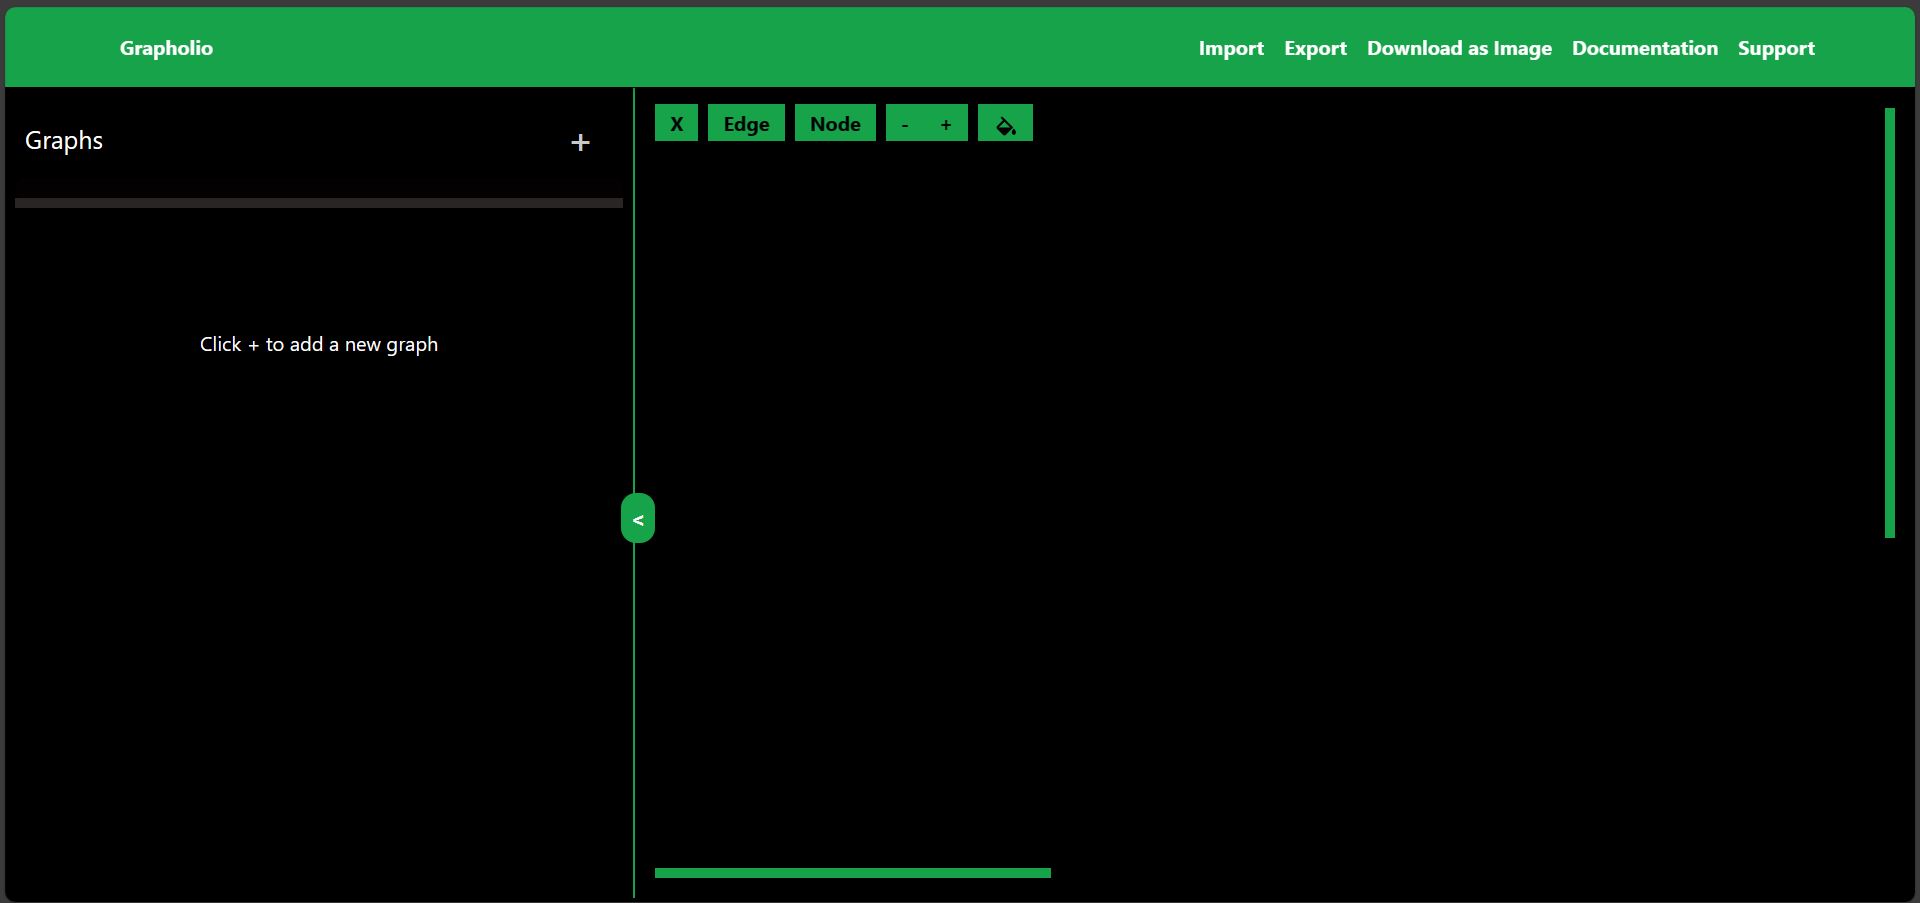 Grapholio
Import Export Download as Image Documentation Support
Graphs +
X Edge Node - +
Click + to add a new graph
<